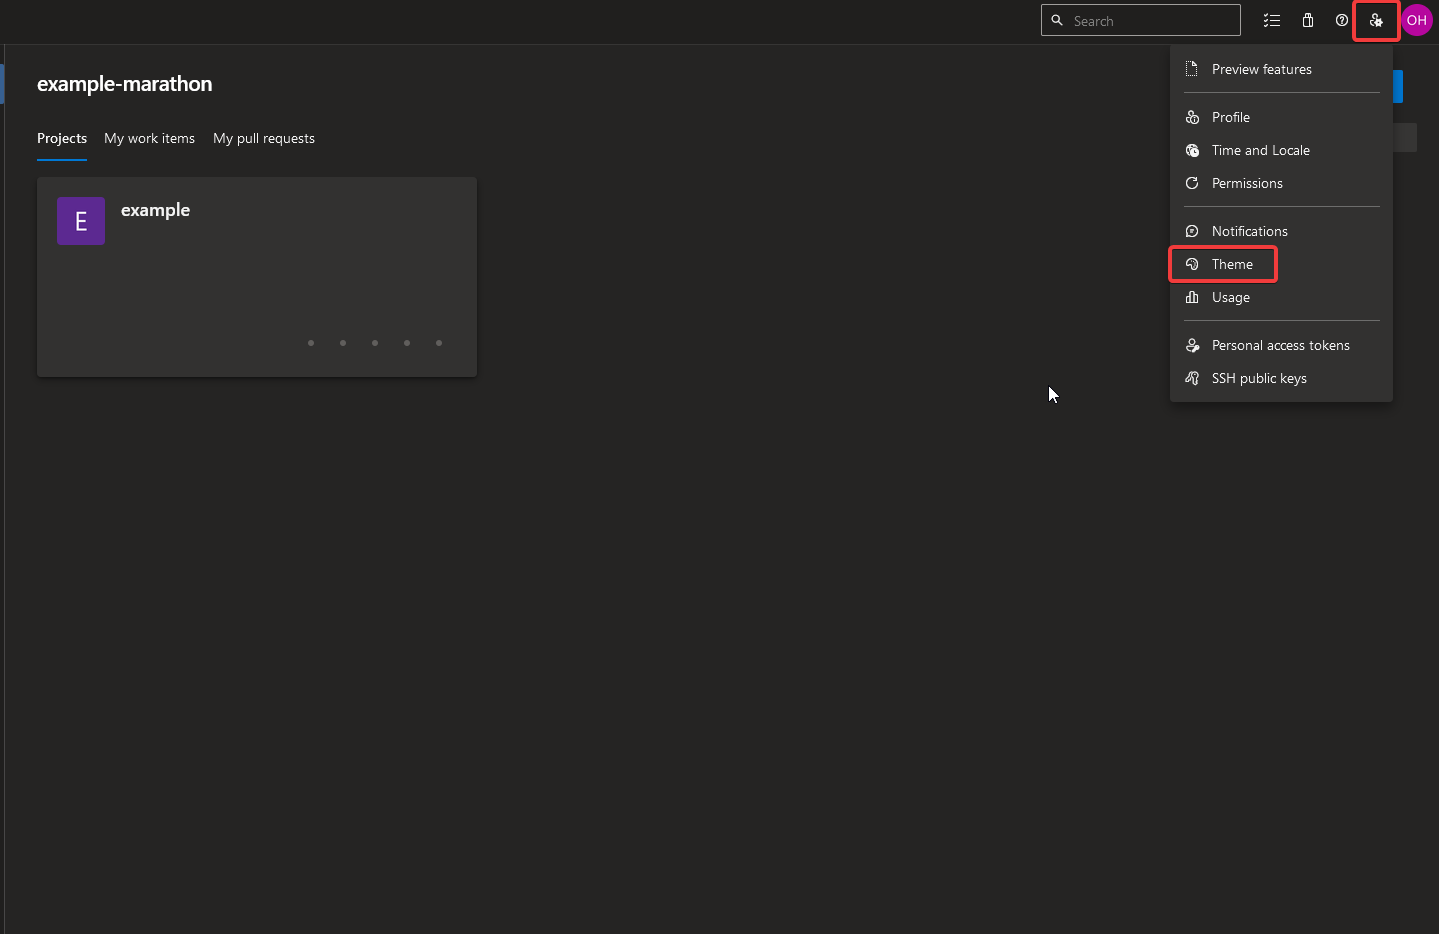 Search
OH
example-marathon
Projects My work items My pull requests
E
example
Preview features
Profile
Time and Locale
Permissions
Notifications
Theme
Usage
Personal access tokens
SSH public keys